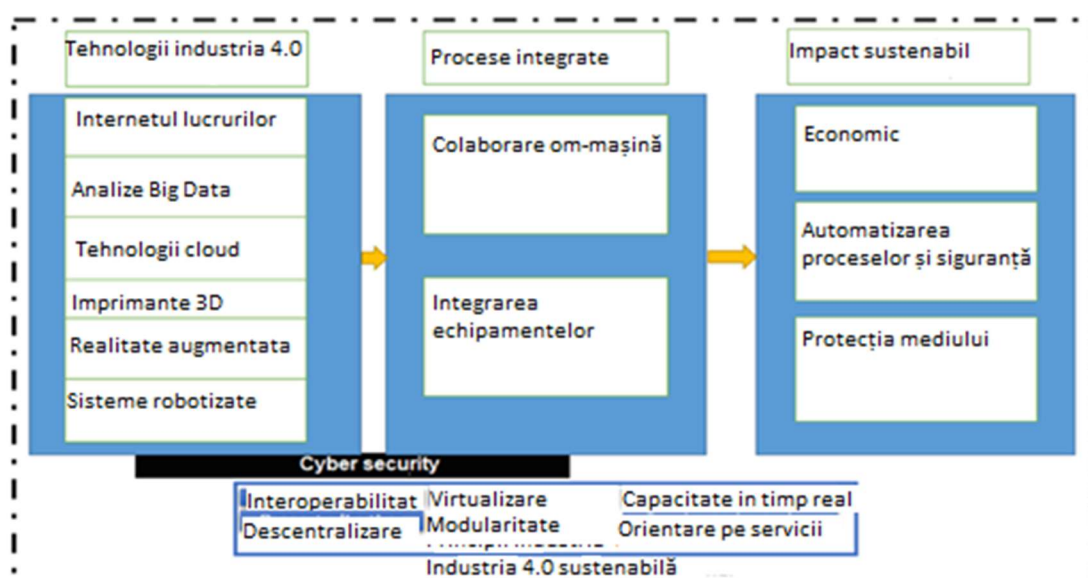 Tehnologii industria 4.0
Procese integrate
Impact sustenabil
Internetul lucrurilor
Analize Big Data
Tehnologii cloud
Imprimante 3D
Realitate augmentata
Sisteme robotizate
Colaborare om-mașină
Integrarea
echipamentelor
Economic
Automatizarea
proceselor și siguranță
Protecția mediului
Cyber security
Interoperabilitat Virtualizare Capacitate in timp real
Descentralizare Modularitate Orientare pe servicii
Industria 4.0 sustenabilă